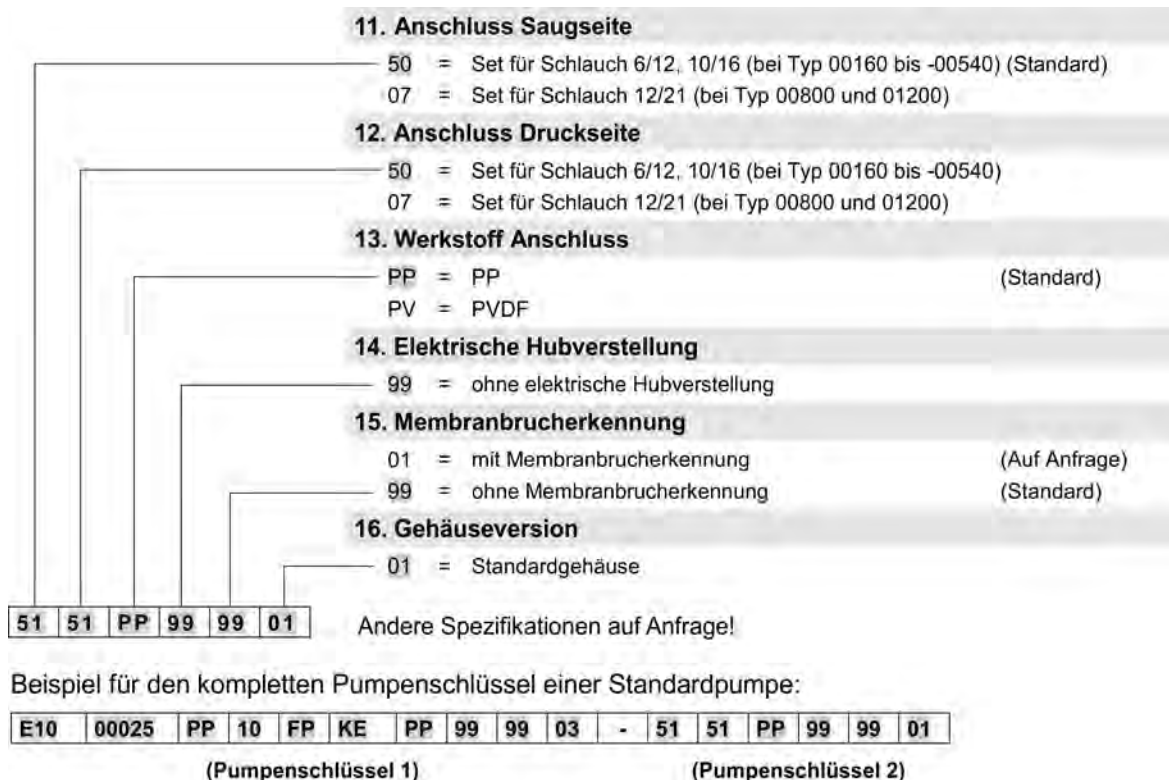 11. Anschluss Saugseite
50 = Set für Schlauch 6/12, 10/16 (bei Typ 00160 bis -00540) (Standard)
07 = Set für Schlauch 12/21 (bei Typ 00800 und 01200)
12. Anschluss Druckseite
50 = Set für Schlauch 6/12, 10/16 (bei Typ 00160 bis -00540)
07 = Set für Schlauch 12/21 (bei Typ 00800 und 01200)
13. Werkstoff Anschluss
PP = PP (Standard)
PV = PVDF
14. Elektrische Hubverstellung
99 = ohne elektrische Hubverstellung
15. Membranbrucherkennung
01 = mit Membranbrucherkennung (Auf Anfrage)
99 = ohne Membranbrucherkennung (Standard)
16. Gehäuseversion
01 = Standardgehäuse
51 51 PP 99 99 01 Andere Spezifikationen auf Anfrage!
Beispiel für den kompletten Pumpenschlüssel einer Standardpumpe:
E10 00025 PP 10 FP KE PP 99 99 03 - 51 51 PP 99 99 01
(Pumpenschlüssel 1) (Pumpenschlüssel 2)